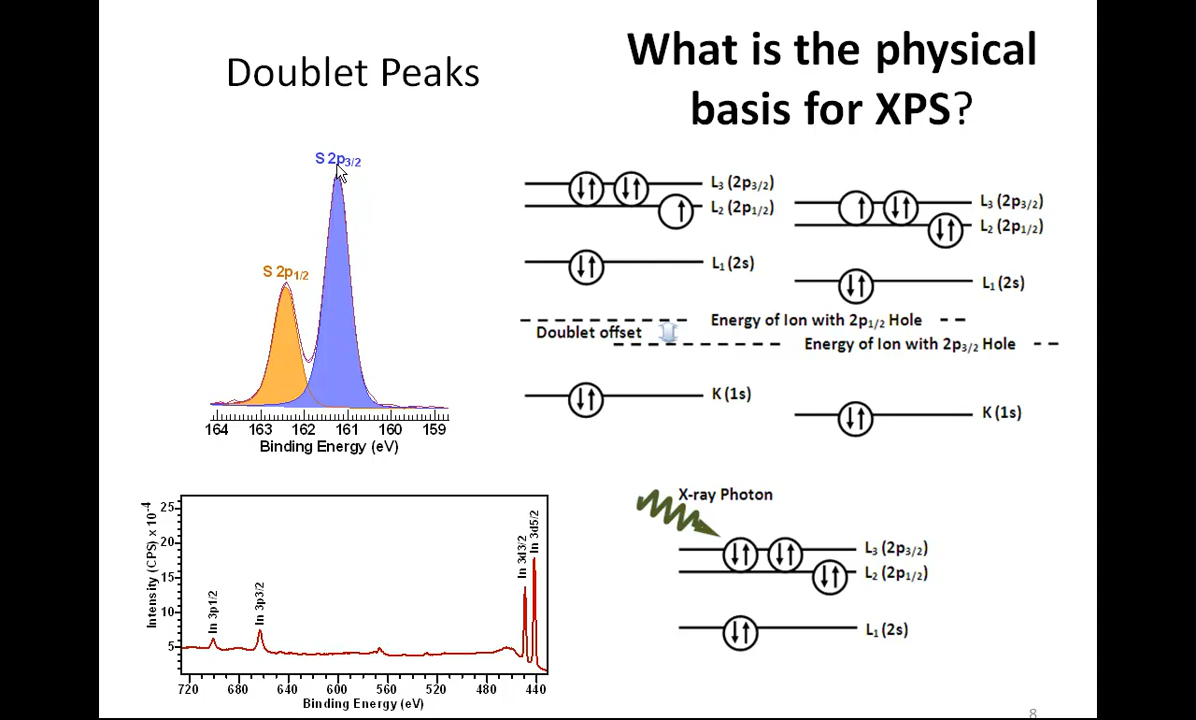 Doublet Peaks
What is the physical
basis for XPS?
S 2p3/2
S 2p1/2
164 163 162 161 160 159
Binding Energy (eV)
L3 (2p3/2)
L2 (2p1/2)
L1 (2s)
L3 (2p3/2)
L2 (2p1/2)
L1 (2s)
Energy of Ion with 2p1/2 Hole
Doublet offset
Energy of Ion with 2p3/2 Hole
K (1s)
K (1s)
Intensity (CPS) x 10-4
25
20
15
10
5
In 3p1/2
In 3p3/2
In 3d3/2
In 3d5/2
720 680 640 600 560 520 480 440
Binding Energy (eV)
X-ray Photon
L3 (2p3/2)
L2 (2p1/2)
L1 (2s)
8